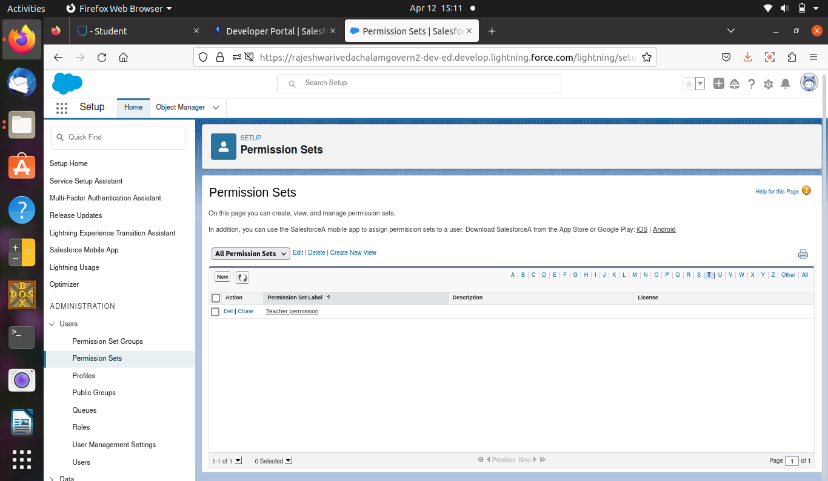 Activities Firefox Web Browser Apr 12 15:11
- Student Developer Portal | Salesf Permission Sets | Salesfor
https://rajeshwarivedachalamgovern2-dev-ed.develop.lightning.force.com/lightning/setu
Search Setup
Setup Home Object Manager
Quick Find
Setup Home
Service Setup Assistant
Multi-Factor Authentication Assistant
Release Updates
Lightning Experience Transition Assistant
Salesforce Mobile App
Lightning Usage
Optimizer
ADMINISTRATION
Users
Permission Set Groups
Permission Sets
Profiles
Public Groups
Queues
Roles
User Management Settings
Users
Data
SETUP
Permission Sets
Permission Sets
Help for this Page
On this page you can create, view, and manage permission sets.
In addition, you can use the SalesforceA mobile app to assign permission sets to a user. Download SalesforceA from the App Store or Google Play: iOS | Android
All Permission Sets Edit | Delete | Create New View
New A | B | C | D | E | F | G | H | I | J | K | L | M | N | O | P | Q | R | S | T | U | V | W | X | Y | Z | Other | All
Action Permission Set Label ↑ Description License
Del | Clone Teacher permission
1-1 of 1 0 Selected Previous Next Page 1 of 1